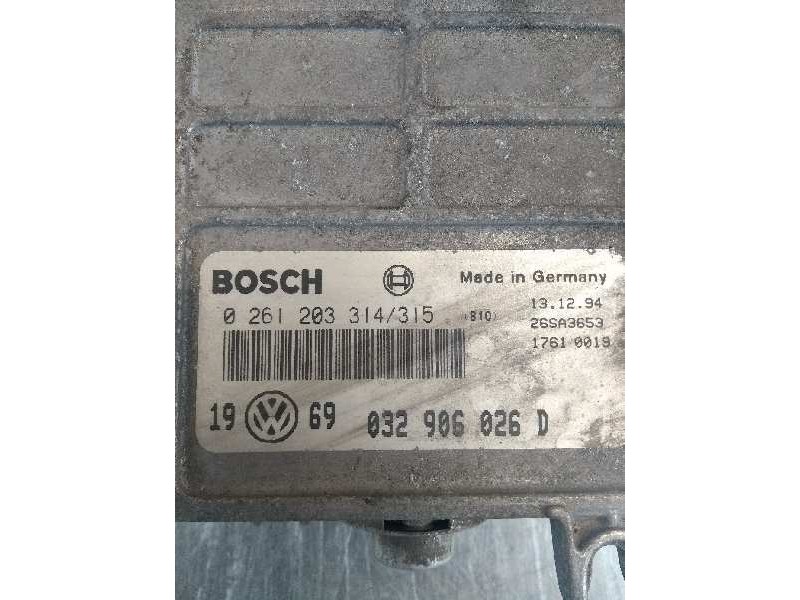 BOSCH Made in Germany
0 261 203 314/315 (B10) 13.12.94
26SA3653
1761 0019
19 69 032 906 026 D